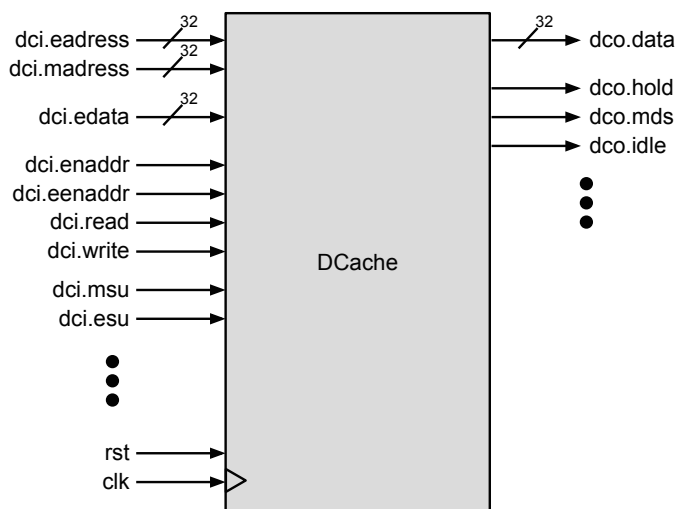 dci.eadress
32
dci.madress
32
dci.edata
32
dci.enaddr
dci.eenaddr
dci.read
dci.write
dci.msu
dci.esu
rst
clk
DCache
32
dco.data
dco.hold
dco.mds
dco.idle